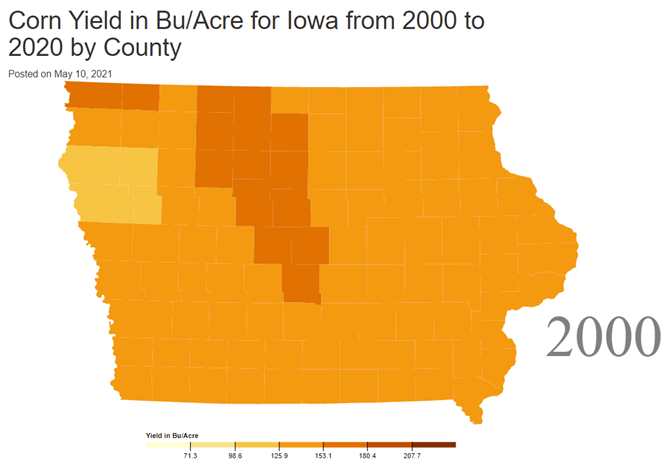 Corn Yield in Bu/Acre for Iowa from 2000 to
2020 by County
Posted on May 10, 2021
2000
Yield in Bu/Acre
71.3 98.6 125.9 153.1 180.4 207.7